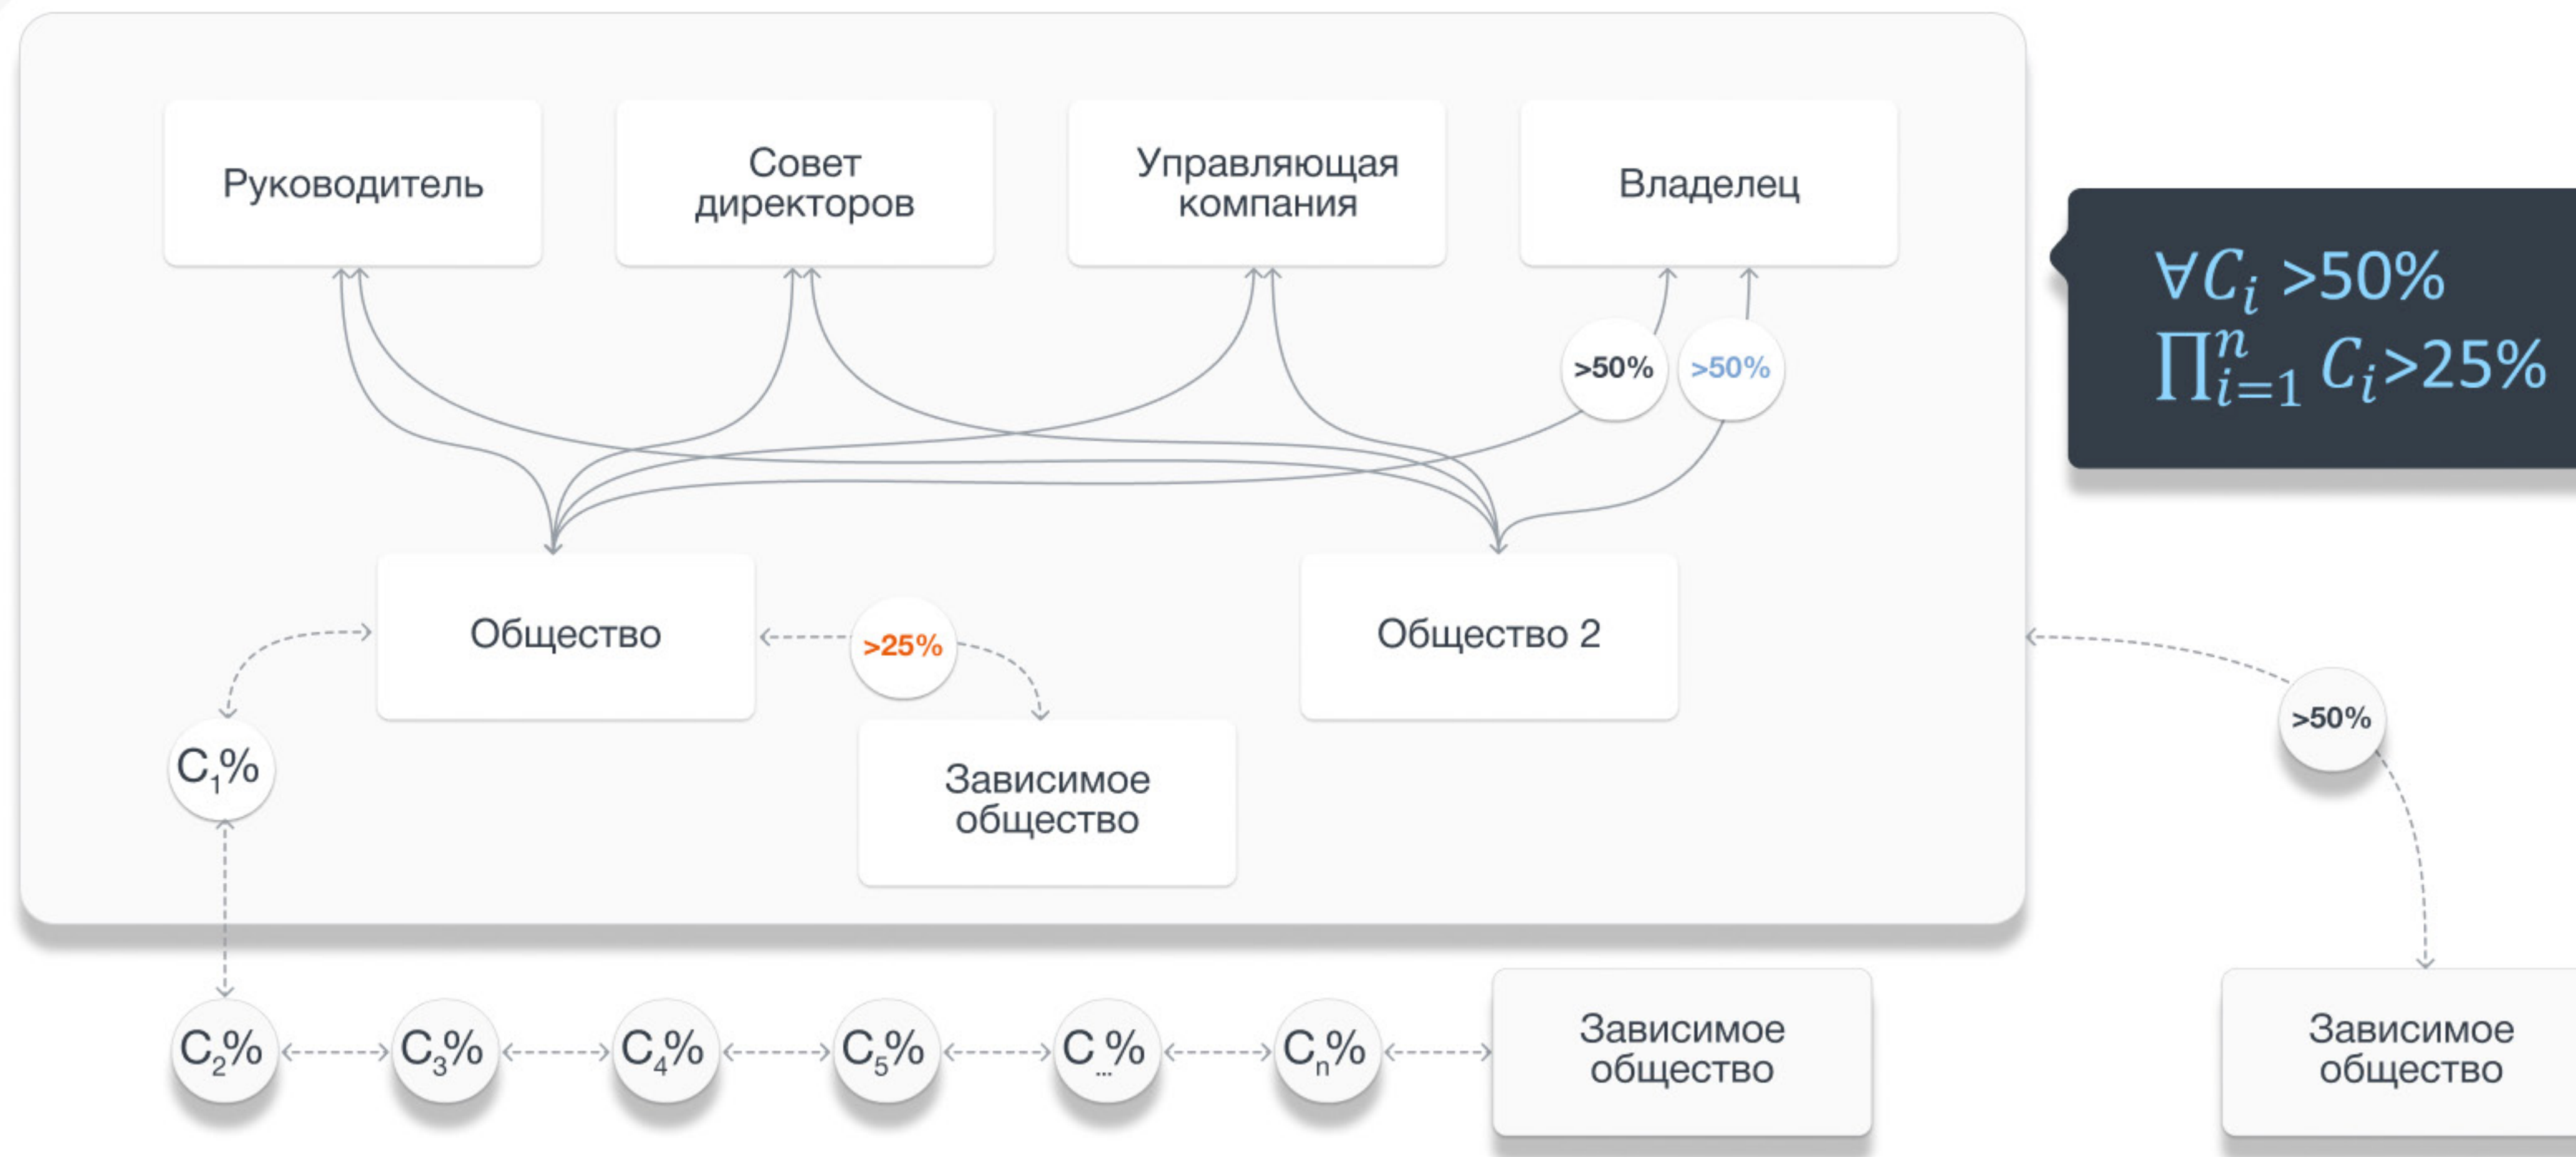 Руководитель
Совет
директоров
Управляющая
компания
Владелец
∀Cᵢ >50%
∏ⁿᵢ₌₁ Cᵢ>25%
>50%
>50%
Общество
>25%
Общество 2
>50%
C₁%
Зависимое
общество
C₂%
C₃%
C₄%
C₅%
C...%
Cₙ%
Зависимое
общество
Зависимое
общество